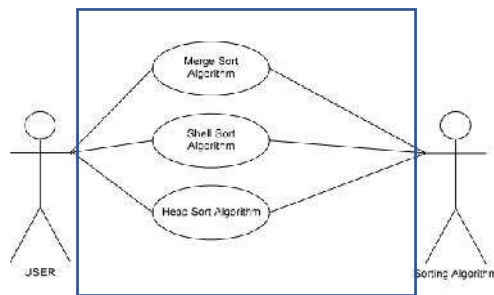 Merge Sort
Algorithm
Shell Sort
Algorithm
Heap Sort Algorithm
USER
Sorting Algorithm